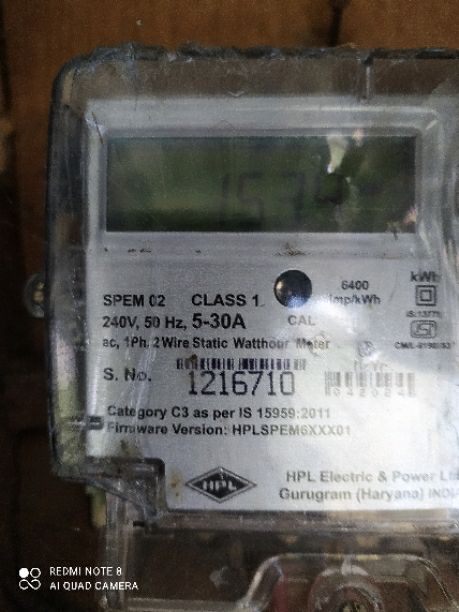 kWh
6400
SPEM 02 CLASS 1 Imp/kWh
240V, 50 Hz, 5-30A CAL
ac, 1Ph, 2Wire Static Watthour Meter
S. No. 1216710
042024
Category C3 as per IS 15959:2011
Firmware Version: HPLSPEM6XXX01
HPL
HPL Electric & Power
Gurugram (Haryana)
REDMI NOTE 8
AI QUAD CAMERA